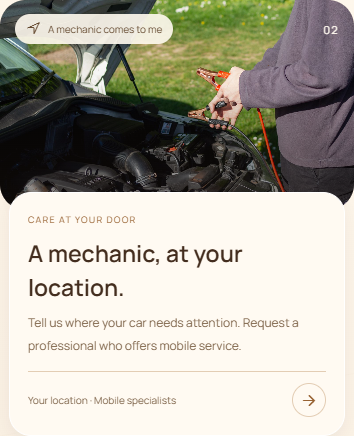 A mechanic comes to me
02
CARE AT YOUR DOOR
A mechanic, at your
location.
Tell us where your car needs attention. Request a
professional who offers mobile service.
Your location · Mobile specialists